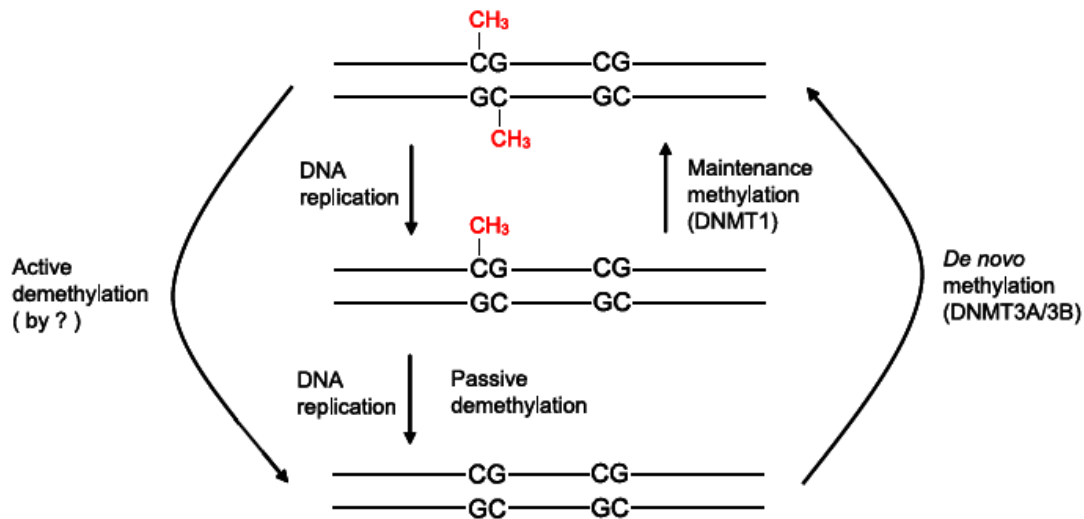 CH₃
CG CG
GC GC
CH₃
DNA
replication
Maintenance
methylation
(DNMT1)
CH₃
CG CG
GC GC
Active
demethylation
( by ? )
De novo
methylation
(DNMT3A/3B)
DNA
replication
Passive
demethylation
CG CG
GC GC